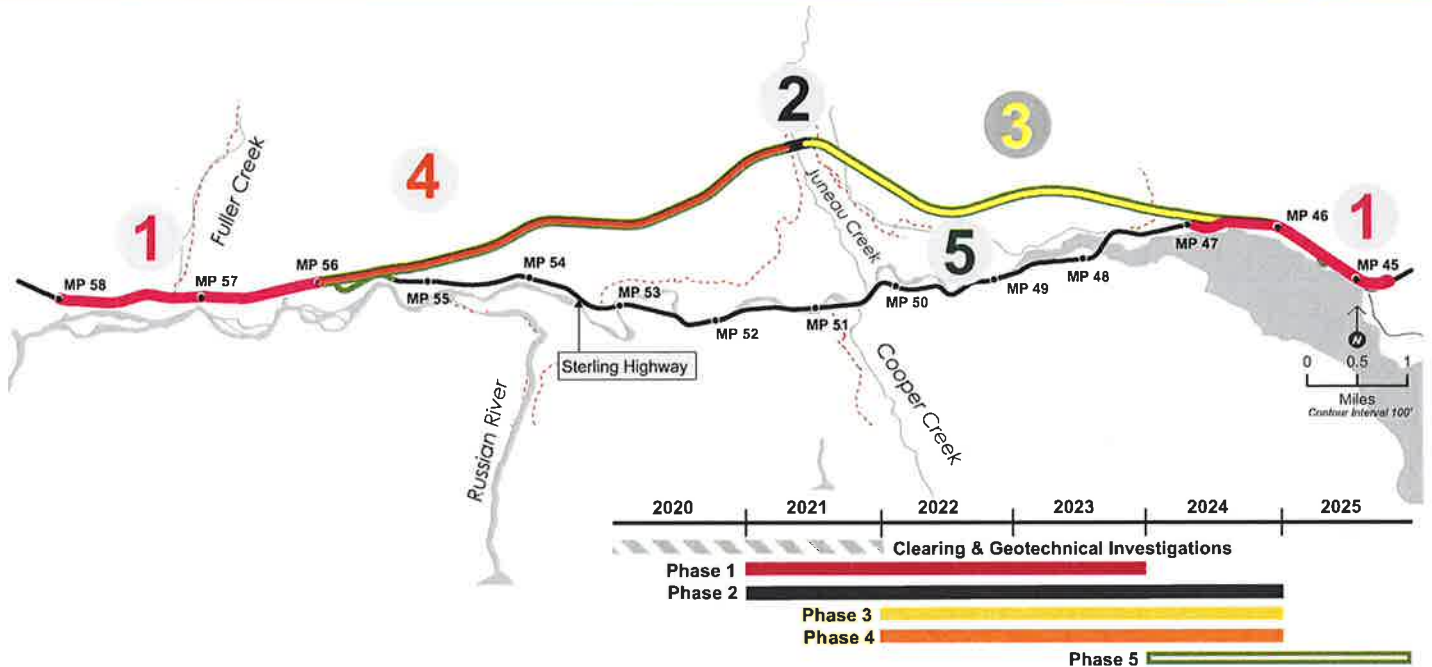 2
3
4
1
Fuller Creek
Juneau Creek
MP 46
1
MP 47
MP 56
MP 58
MP 57
MP 54
5
MP 45
MP 48
MP 55
MP 53
MP 50
MP 49
MP 52
MP 51
N
Sterling Highway
Cooper Creek
Russian River
0 0.5 1
Miles
Contour Interval 100'
2020 2021 2022 2023 2024 2025
Clearing & Geotechnical Investigations
Phase 1
Phase 2
Phase 3
Phase 4
Phase 5